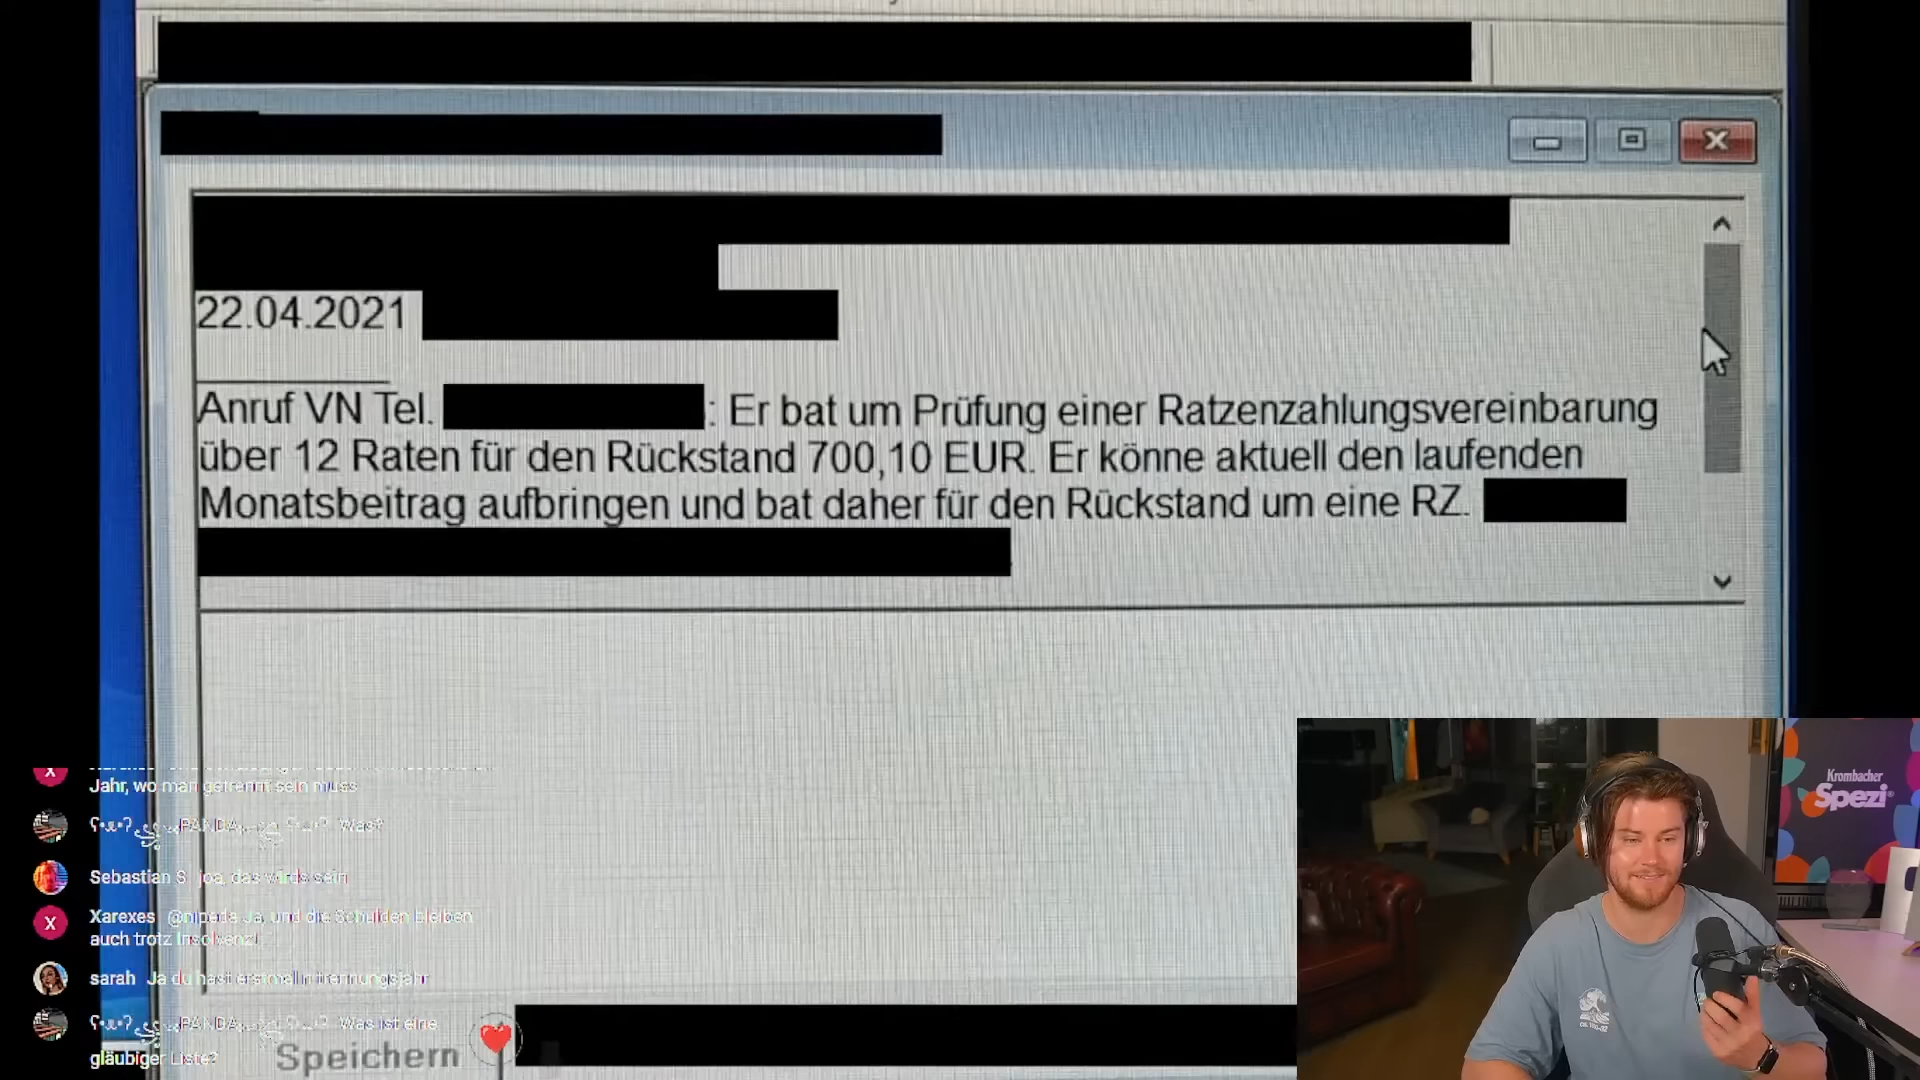 22.04.2021
Anruf VN Tel. : Er bat um Prüfung einer Ratzenzahlungsvereinbarung
über 12 Raten für den Rückstand 700,10 EUR. Er könne aktuell den laufenden
Monatsbeitrag aufbringen und bat daher für den Rückstand um eine RZ.
Jahr, wo man getrennt sein muss
PANDA Was?
Sebastian S joa, das wirds sein
Xarexes @nipeda Ja, und die Schulden bleiben
auch trotz Insolvenz!
sarah Ja du hast erstmal n trennungsjahr
PANDA Was ist eine
gläubiger Liste?
Speichern
Krombacher
Spezi